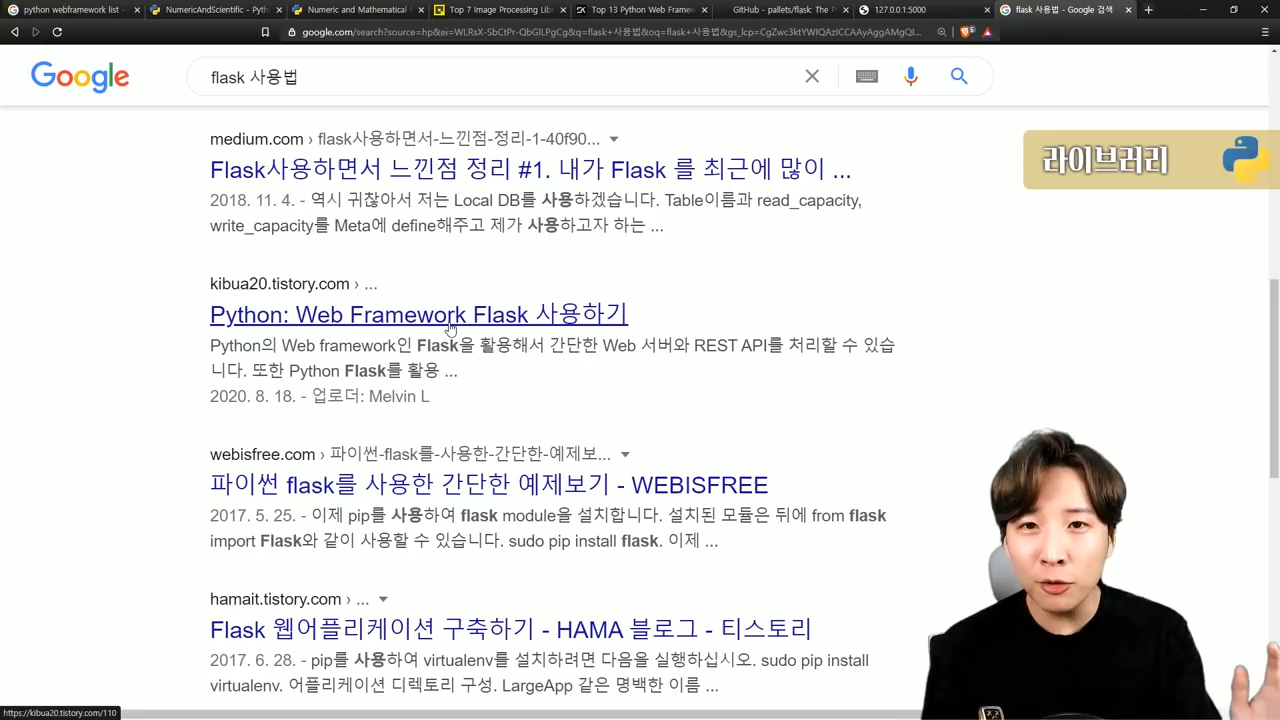 python webframework list -
NumericAndScientific - Pyth
Numeric and Mathematical
Top 7 Image Processing Lib
Top 13 Python Web Framew
GitHub - pallets/flask: The P
127.0.0.1:5000
flask 사용법 - Google 검색
google.com/search?source=hp&ei=WLRsX-SbCtPr-QbGlLPgCg&q=flask+사용법&oq=flask+사용법&gs_lcp=CgZwc3ktYWIQAzICCAAyAggAMgQI...
Google
flask 사용법
medium.com › flask사용하면서-느낀점-정리-1-40f90...
Flask사용하면서 느낀점 정리 #1. 내가 Flask 를 최근에 많이 ...
라이브러리
2018. 11. 4. - 역시 귀찮아서 저는 Local DB를 사용하겠습니다. Table이름과 read_capacity,
write_capacity를 Meta에 define해주고 제가 사용하고자 하는 ...
kibua20.tistory.com › ...
Python: Web Framework Flask 사용하기
Python의 Web framework인 Flask을 활용해서 간단한 Web 서버와 REST API를 처리할 수 있습
니다. 또한 Python Flask를 활용 ...
2020. 8. 18. - 업로더: Melvin L
webisfree.com › 파이썬-flask를-사용한-간단한-예제보...
파이썬 flask를 사용한 간단한 예제보기 - WEBISFREE
2017. 5. 25. - 이제 pip를 사용하여 flask module을 설치합니다. 설치된 모듈은 뒤에 from flask
import Flask와 같이 사용할 수 있습니다. sudo pip install flask. 이제 ...
hamait.tistory.com › ...
Flask 웹어플리케이션 구축하기 - HAMA 블로그 - 티스토리
2017. 6. 28. - pip를 사용하여 virtualenv를 설치하려면 다음을 실행하십시오. sudo pip install
virtualenv. 어플리케이션 디렉토리 구성. LargeApp 같은 명백한 이름 ...
https://kibua20.tistory.com/110